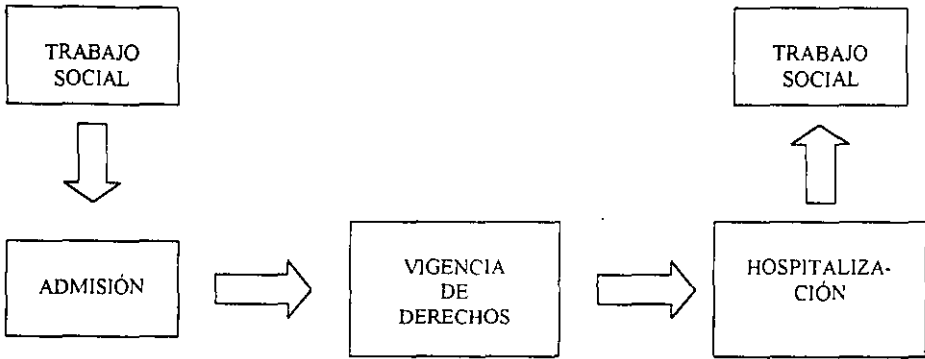 TRABAJO
SOCIAL
TRABAJO
SOCIAL
ADMISIÓN
VIGENCIA
DE
DERECHOS
HOSPITALIZA-
CIÓN